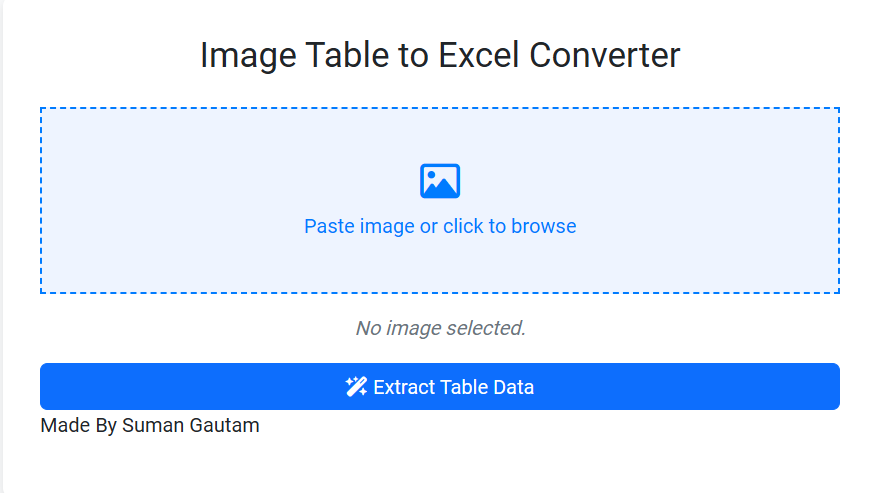 Image Table to Excel Converter
Paste image or click to browse
No image selected.
Extract Table Data
Made By Suman Gautam